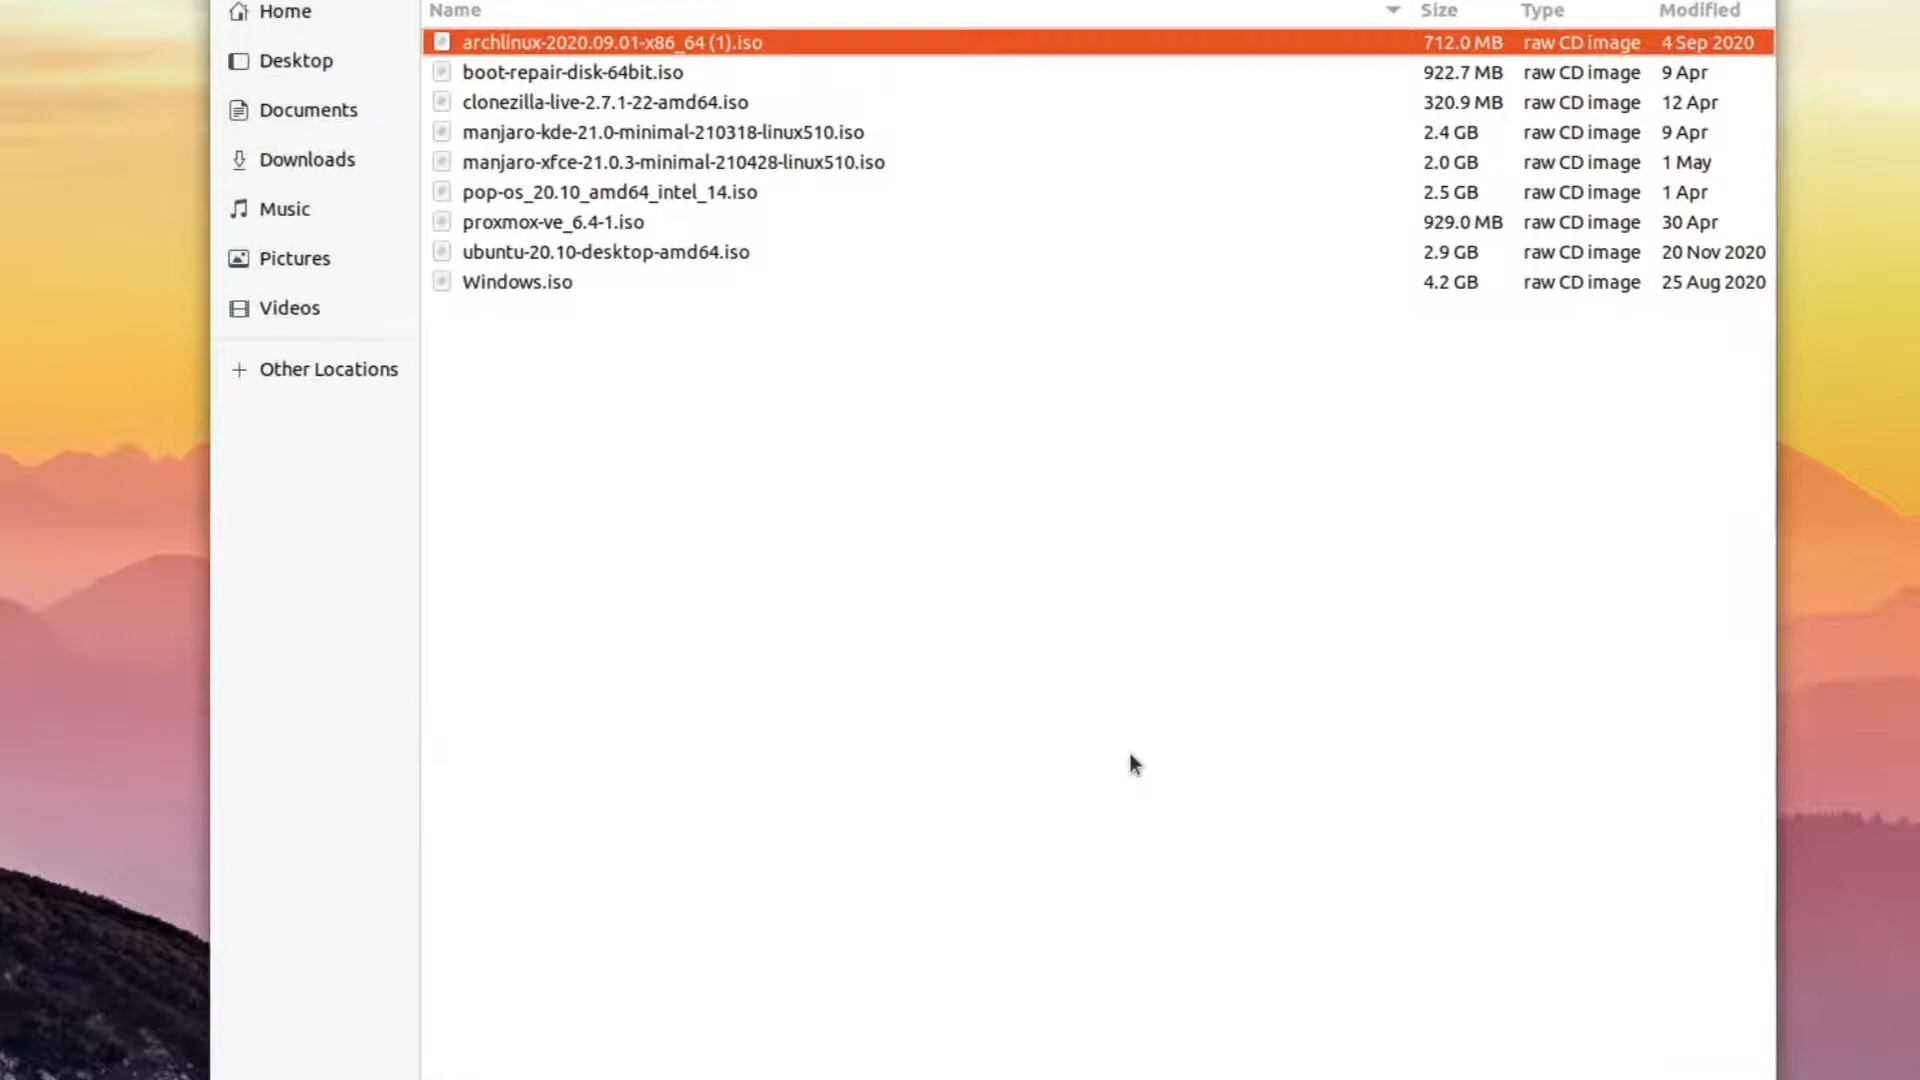 Home
Desktop
Documents
Downloads
Music
Pictures
Videos
Other Locations
Name Size Type Modified
archlinux-2020.09.01-x86_64 (1).iso 712.0 MB raw CD image 4 Sep 2020
boot-repair-disk-64bit.iso 922.7 MB raw CD image 9 Apr
clonezilla-live-2.7.1-22-amd64.iso 320.9 MB raw CD image 12 Apr
manjaro-kde-21.0-minimal-210318-linux510.iso 2.4 GB raw CD image 9 Apr
manjaro-xfce-21.0.3-minimal-210428-linux510.iso 2.0 GB raw CD image 1 May
pop-os_20.10_amd64_intel_14.iso 2.5 GB raw CD image 1 Apr
proxmox-ve_6.4-1.iso 929.0 MB raw CD image 30 Apr
ubuntu-20.10-desktop-amd64.iso 2.9 GB raw CD image 20 Nov 2020
Windows.iso 4.2 GB raw CD image 25 Aug 2020